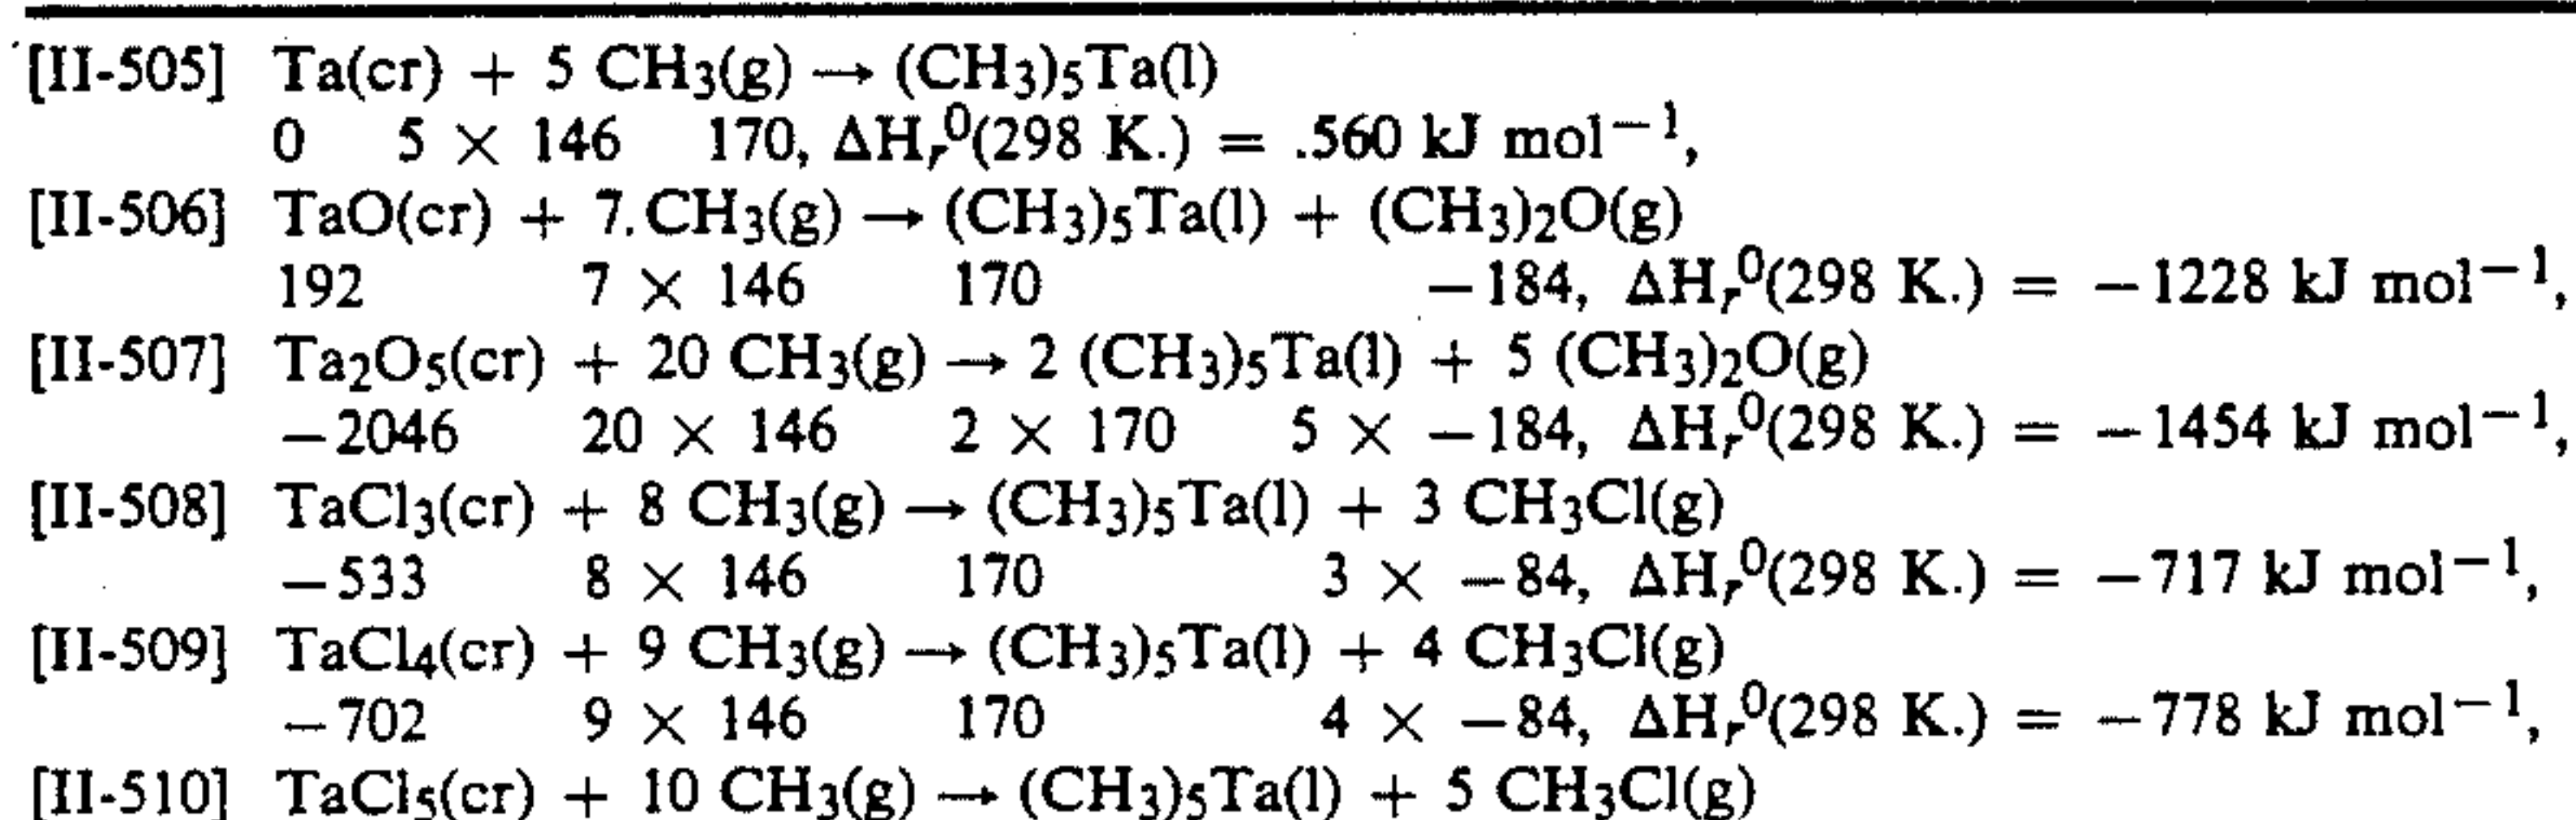 [II-505] Ta(cr) + 5 CH₃(g) → (CH₃)₅Ta(l)
0 5 × 146 170, ΔHᵣ⁰(298 K.) = .560 kJ mol⁻¹,
[II-506] TaO(cr) + 7.CH₃(g) → (CH₃)₅Ta(l) + (CH₃)₂O(g)
192 7 × 146 170 −184, ΔHᵣ⁰(298 K.) = −1228 kJ mol⁻¹,
[II-507] Ta₂O₅(cr) + 20 CH₃(g) → 2 (CH₃)₅Ta(l) + 5 (CH₃)₂O(g)
−2046 20 × 146 2 × 170 5 × −184, ΔHᵣ⁰(298 K.) = −1454 kJ mol⁻¹,
[II-508] TaCl₃(cr) + 8 CH₃(g) → (CH₃)₅Ta(l) + 3 CH₃Cl(g)
−533 8 × 146 170 3 × −84, ΔHᵣ⁰(298 K.) = −717 kJ mol⁻¹,
[II-509] TaCl₄(cr) + 9 CH₃(g) → (CH₃)₅Ta(l) + 4 CH₃Cl(g)
−702 9 × 146 170 4 × −84, ΔHᵣ⁰(298 K.) = −778 kJ mol⁻¹,
[II-510] TaCl₅(cr) + 10 CH₃(g) → (CH₃)₅Ta(l) + 5 CH₃Cl(g)